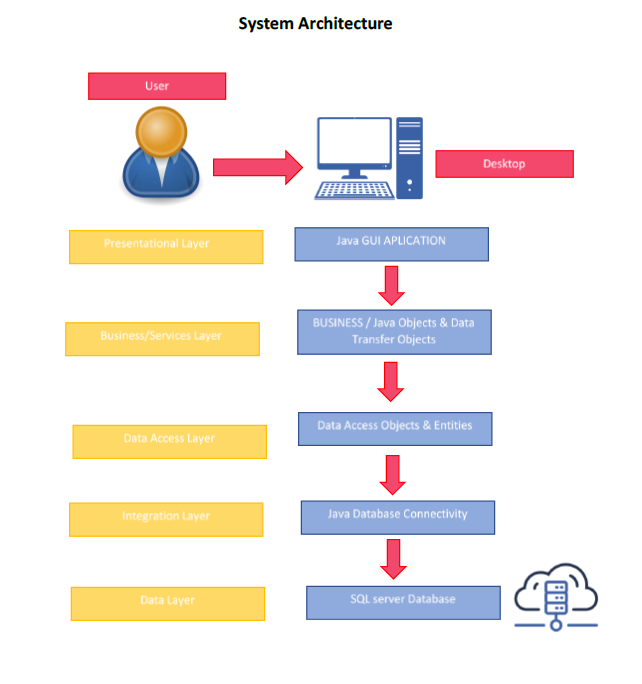 System Architecture
User
Desktop
Presentational Layer
Java GUI APLICATION
Business/Services Layer
BUSINESS / Java Objects & Data
Transfer Objects
Data Access Layer
Data Access Objects & Entities
Integration Layer
Java Database Connectivity
Data Layer
SQL server Database